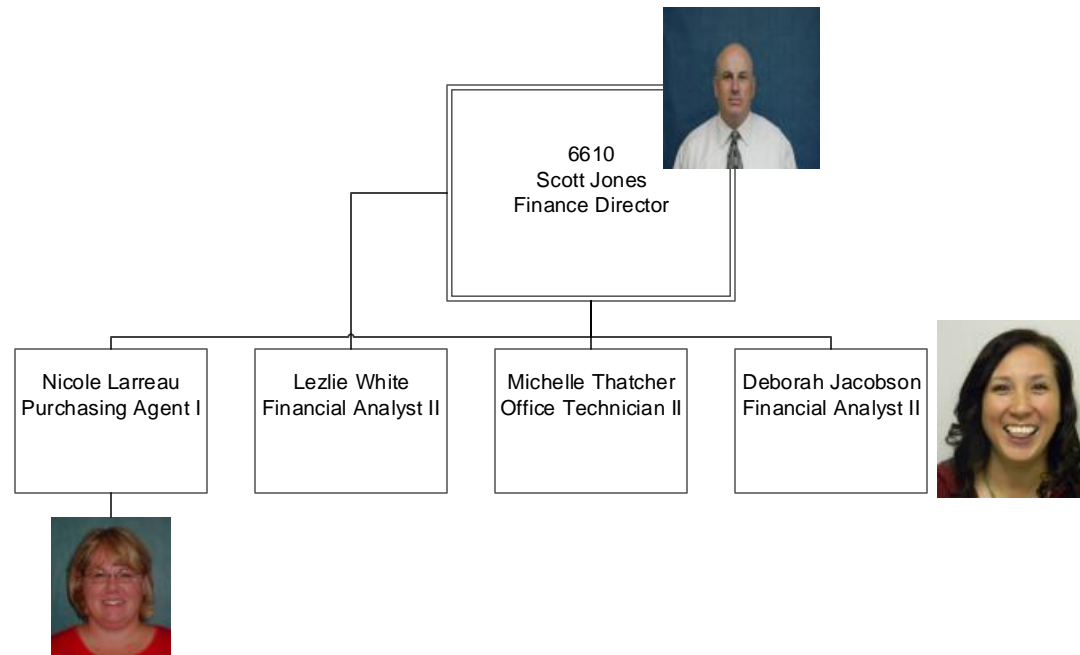 6610
Scott Jones
Finance Director
Nicole Larreau
Purchasing Agent I
Lezlie White
Financial Analyst II
Michelle Thatcher
Office Technician II
Deborah Jacobson
Financial Analyst II